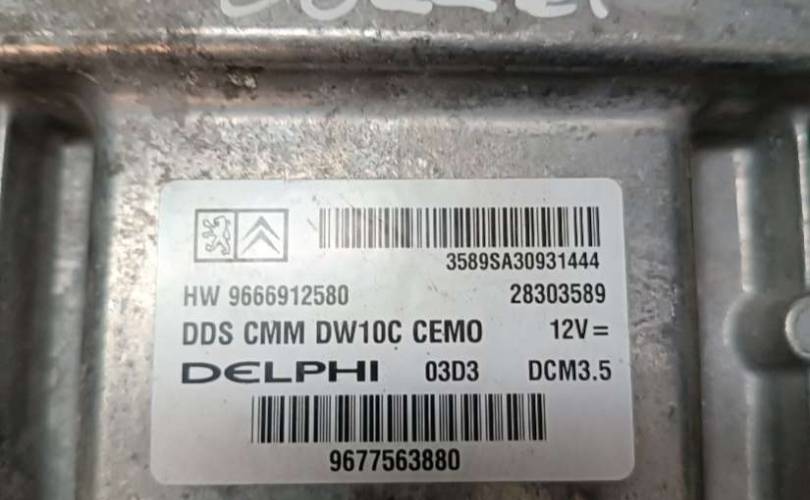 3589SA30931444
HW 9666912580 28303589
DDS CMM DW10C CEMO 12V=
DELPHI 03D3 DCM3.5
9677563880